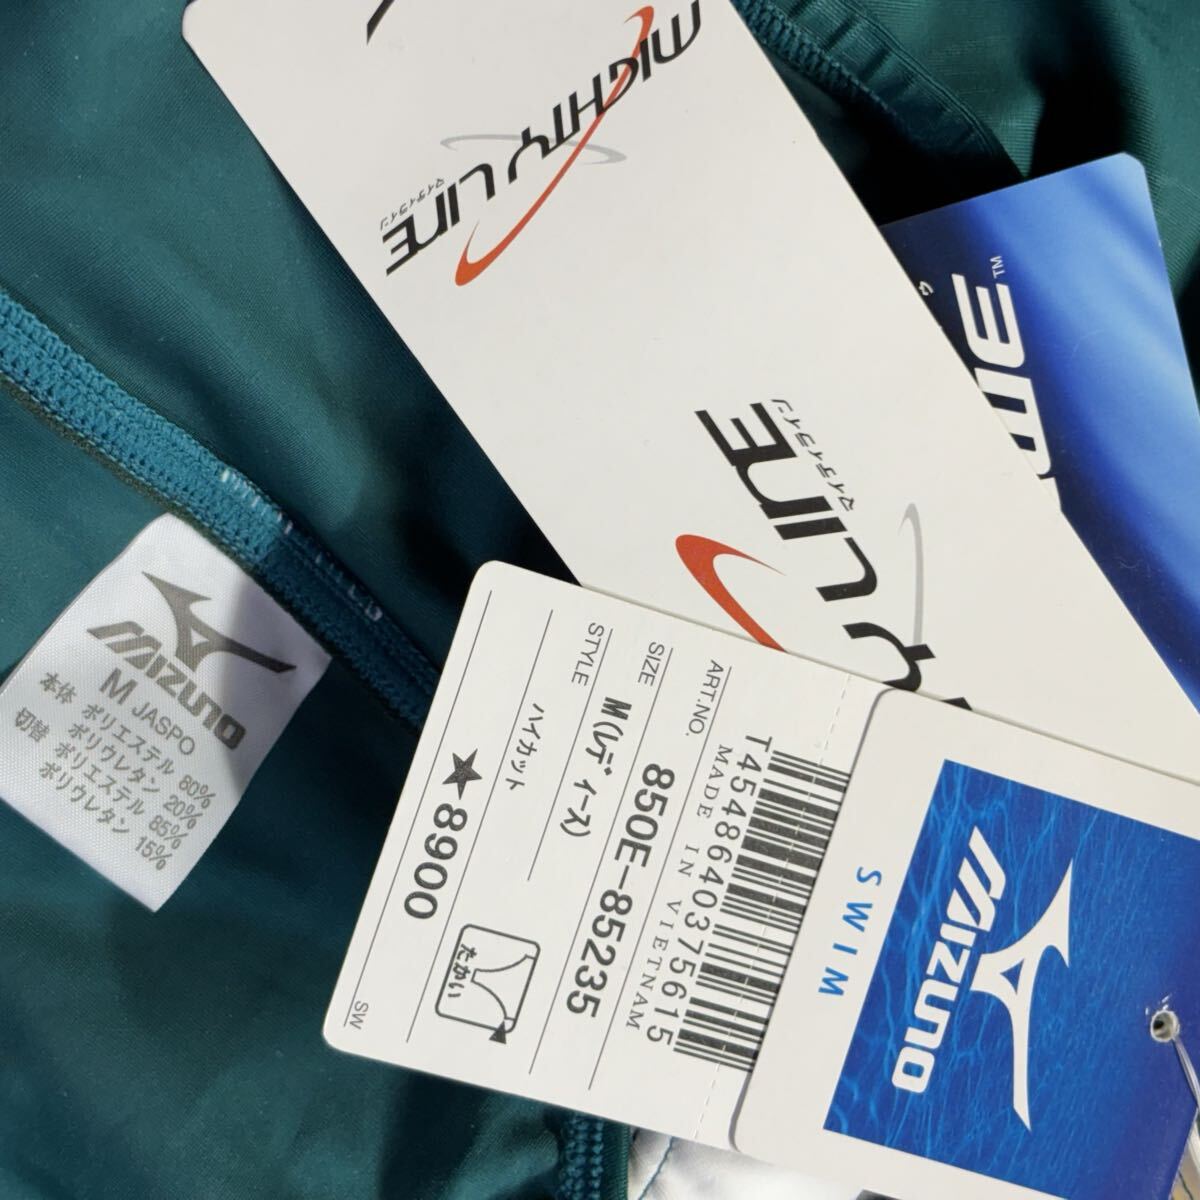 MIGHTY LINE
マイティライン
LINE
マイティライン
MIZUNO
M JASPO
本体 ポリエステル 80%
ポリウレタン 20%
切替 ポリエステル 85%
ポリウレタン 15%
T4548640375615
MADE IN VIETNAM
ART.NO.
850E-85235
SIZE
M(レディース)
STYLE
ハイカット
たかい
★8900
SW
SWIM
MIZUNO